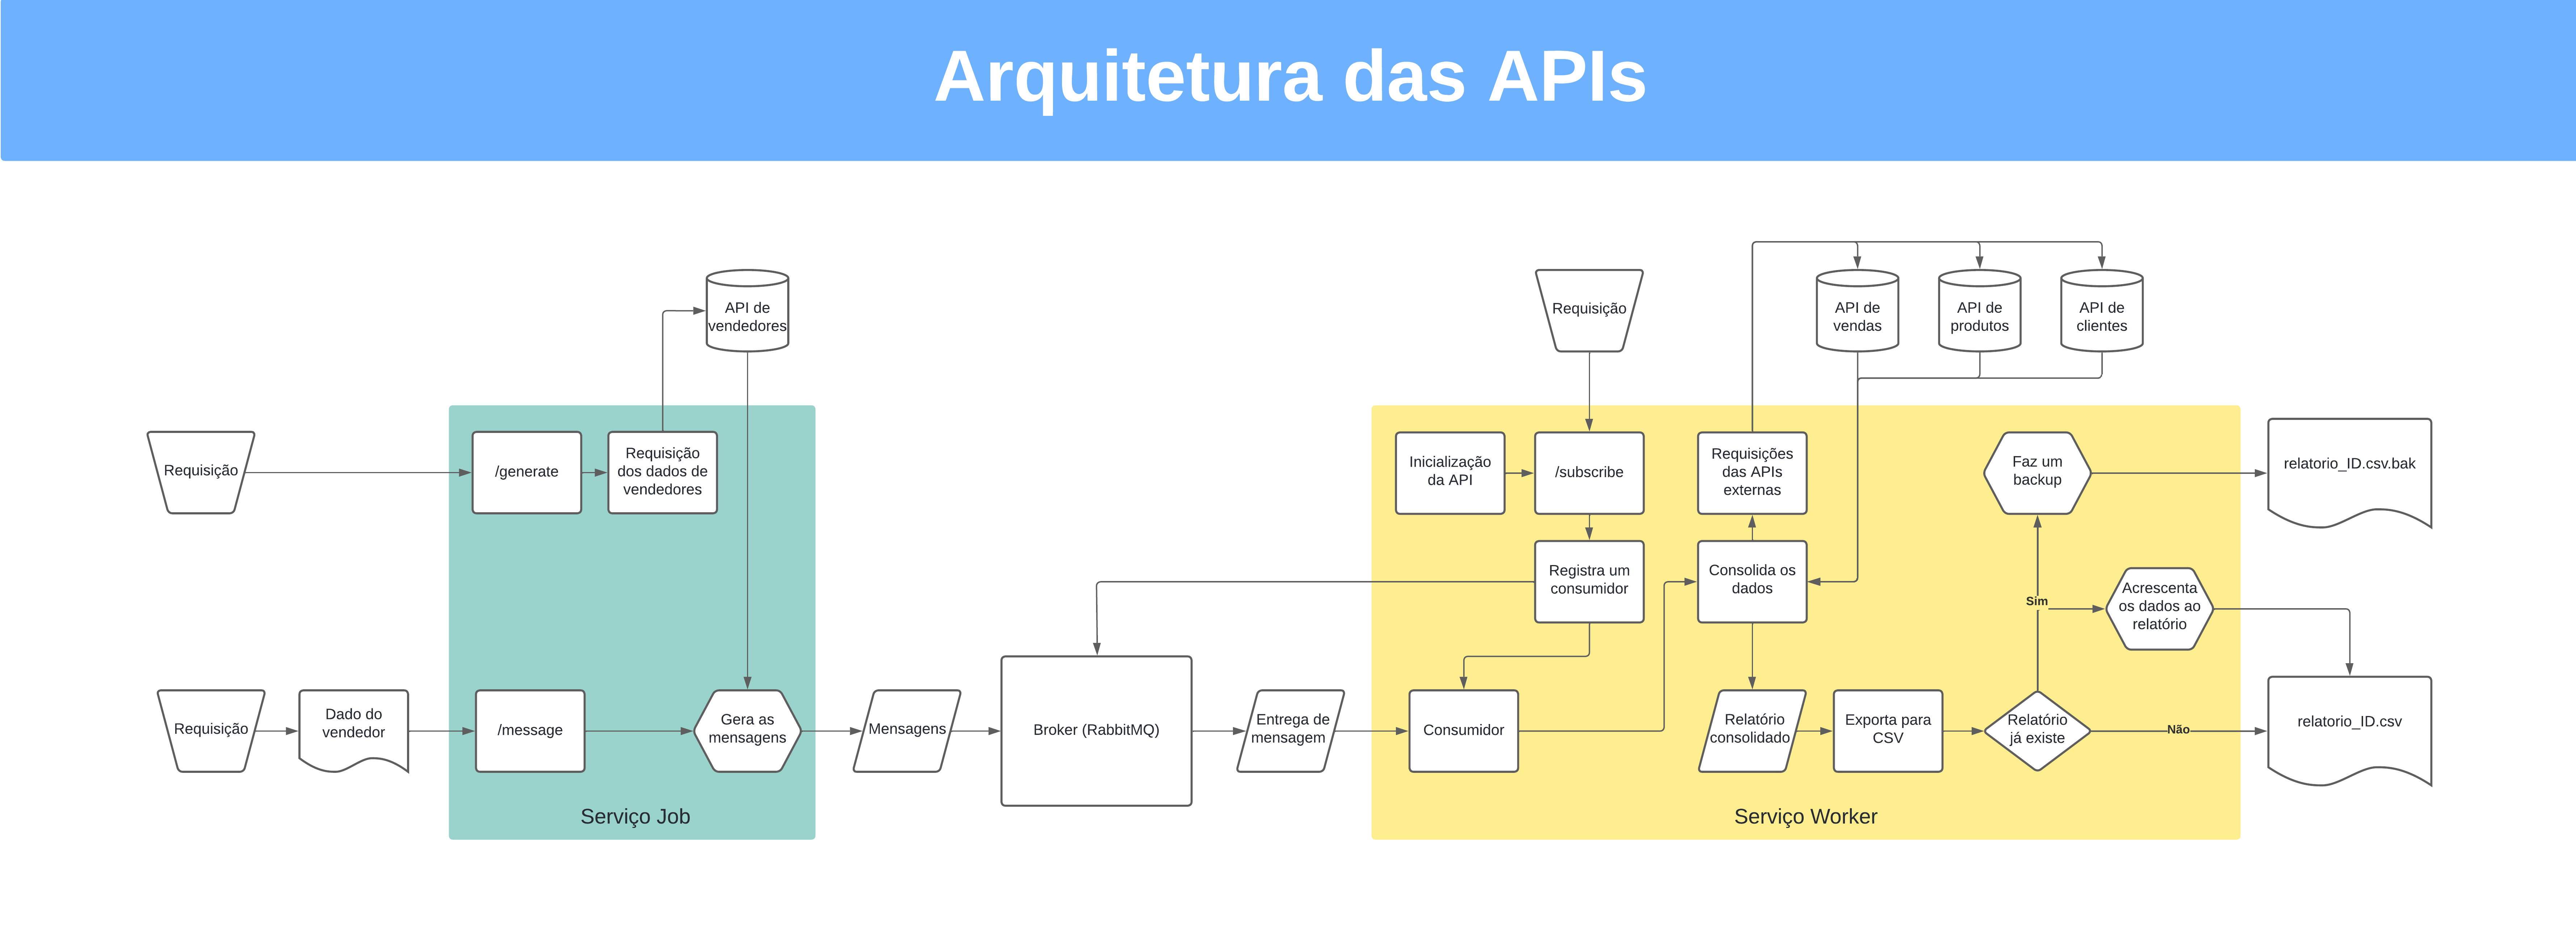 Arquitetura das APIs
API de
vendedores
Requisição
API de
vendas
API de
produtos
API de
clientes
Requisição
/generate
Requisição
dos dados de
vendedores
Inicialização
da API
/subscribe
Requisições
das APIs
externas
Faz um
backup
relatorio_ID.csv.bak
Registra um
consumidor
Consolida os
dados
Sim
Acrescenta
os dados ao
relatório
Requisição
Dado do
vendedor
/message
Gera as
mensagens
Mensagens
Broker (RabbitMQ)
Entrega de
mensagem
Consumidor
Relatório
consolidado
Exporta para
CSV
Relatório
já existe
Não
relatorio_ID.csv
Serviço Job
Serviço Worker